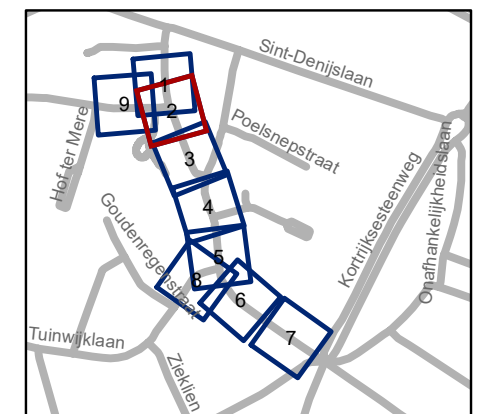 Sint-Denijslaan
1
9
2
Hof ter Mere
Poelsnepstraat
3
Kortrijksesteenweg
Onafhankelijkheidslaan
4
Goudenregenstraat
5
8
6
Tuinwijklaan
7
Zieklien